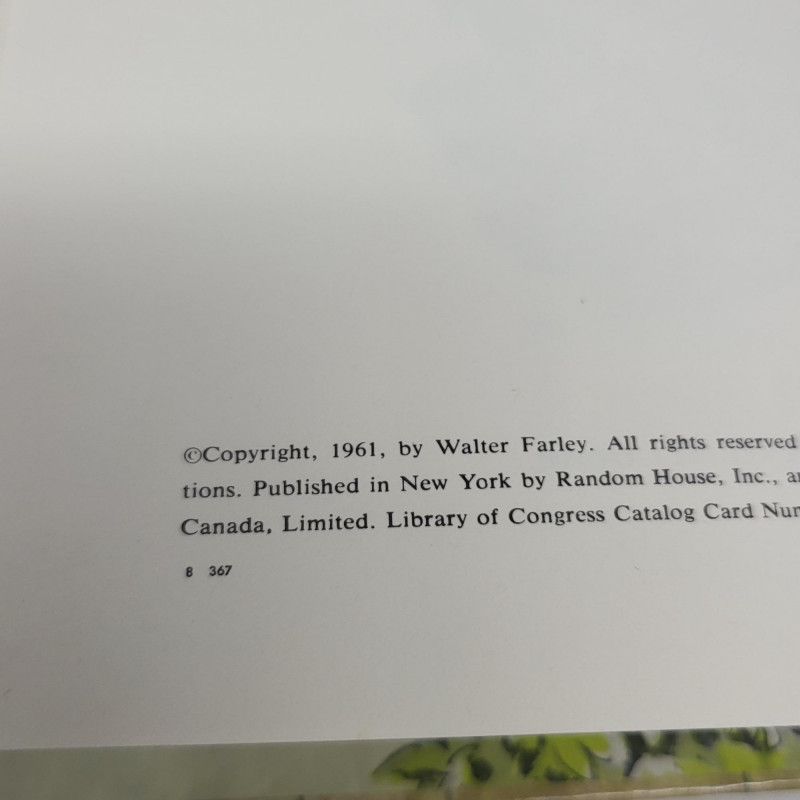 ©Copyright, 1961, by Walter Farley. All rights reserved
tions. Published in New York by Random House, Inc.,
Canada, Limited. Library of Congress Catalog Card
8 367